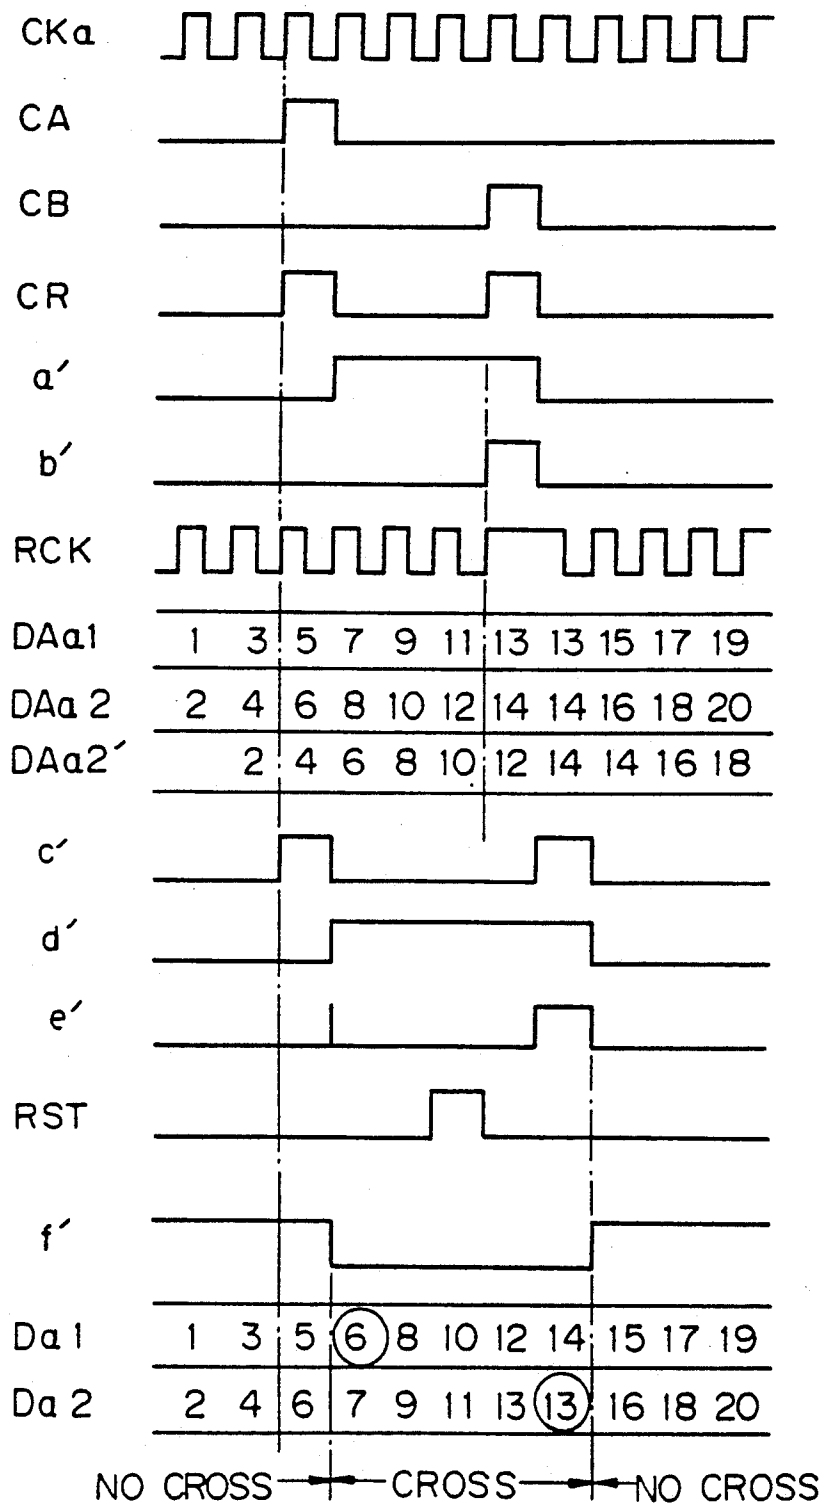 CKa
CA
CB
CR
a′
b′
RCK
DAa1 1 3 5 7 9 11 13 13 15 17 19
DAa2 2 4 6 8 10 12 14 14 16 18 20
DAa2′ 2 4 6 8 10 12 14 14 16 18
c′
d′
e′
RST
f′
Da1 1 3 5 6 8 10 12 14 15 17 19
Da2 2 4 6 7 9 11 13 13 16 18 20
NO CROSS CROSS NO CROSS